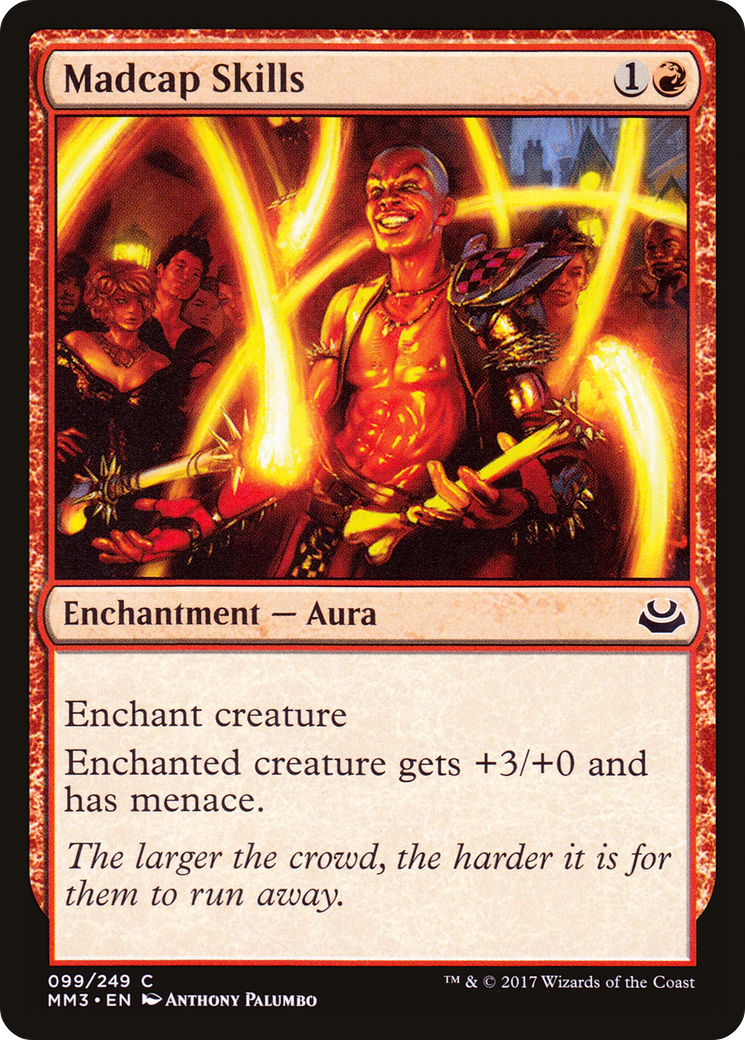 Madcap Skills 1
Enchantment — Aura
Enchant creature
Enchanted creature gets +3/+0 and
has menace.
The larger the crowd, the harder it is for
them to run away.
099/249 C
MM3 • EN Anthony Palumbo
™ & © 2017 Wizards of the Coast